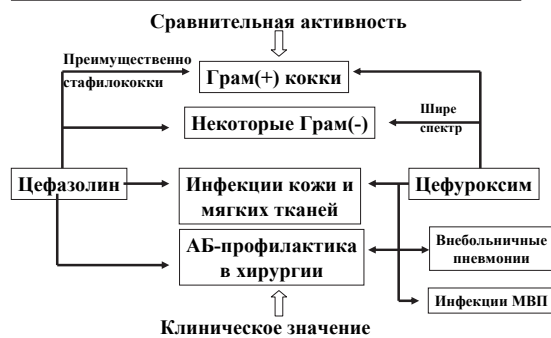 Сравнительная активность
Преимущественно
стафилококки
Грам(+) кокки
Некоторые Грам(-)
Шире
спектр
Цефазолин
Инфекции кожи и
мягких тканей
Цефуроксим
АБ-профилактика
в хирургии
Внебольничные
пневмонии
Инфекции МВП
Клиническое значение